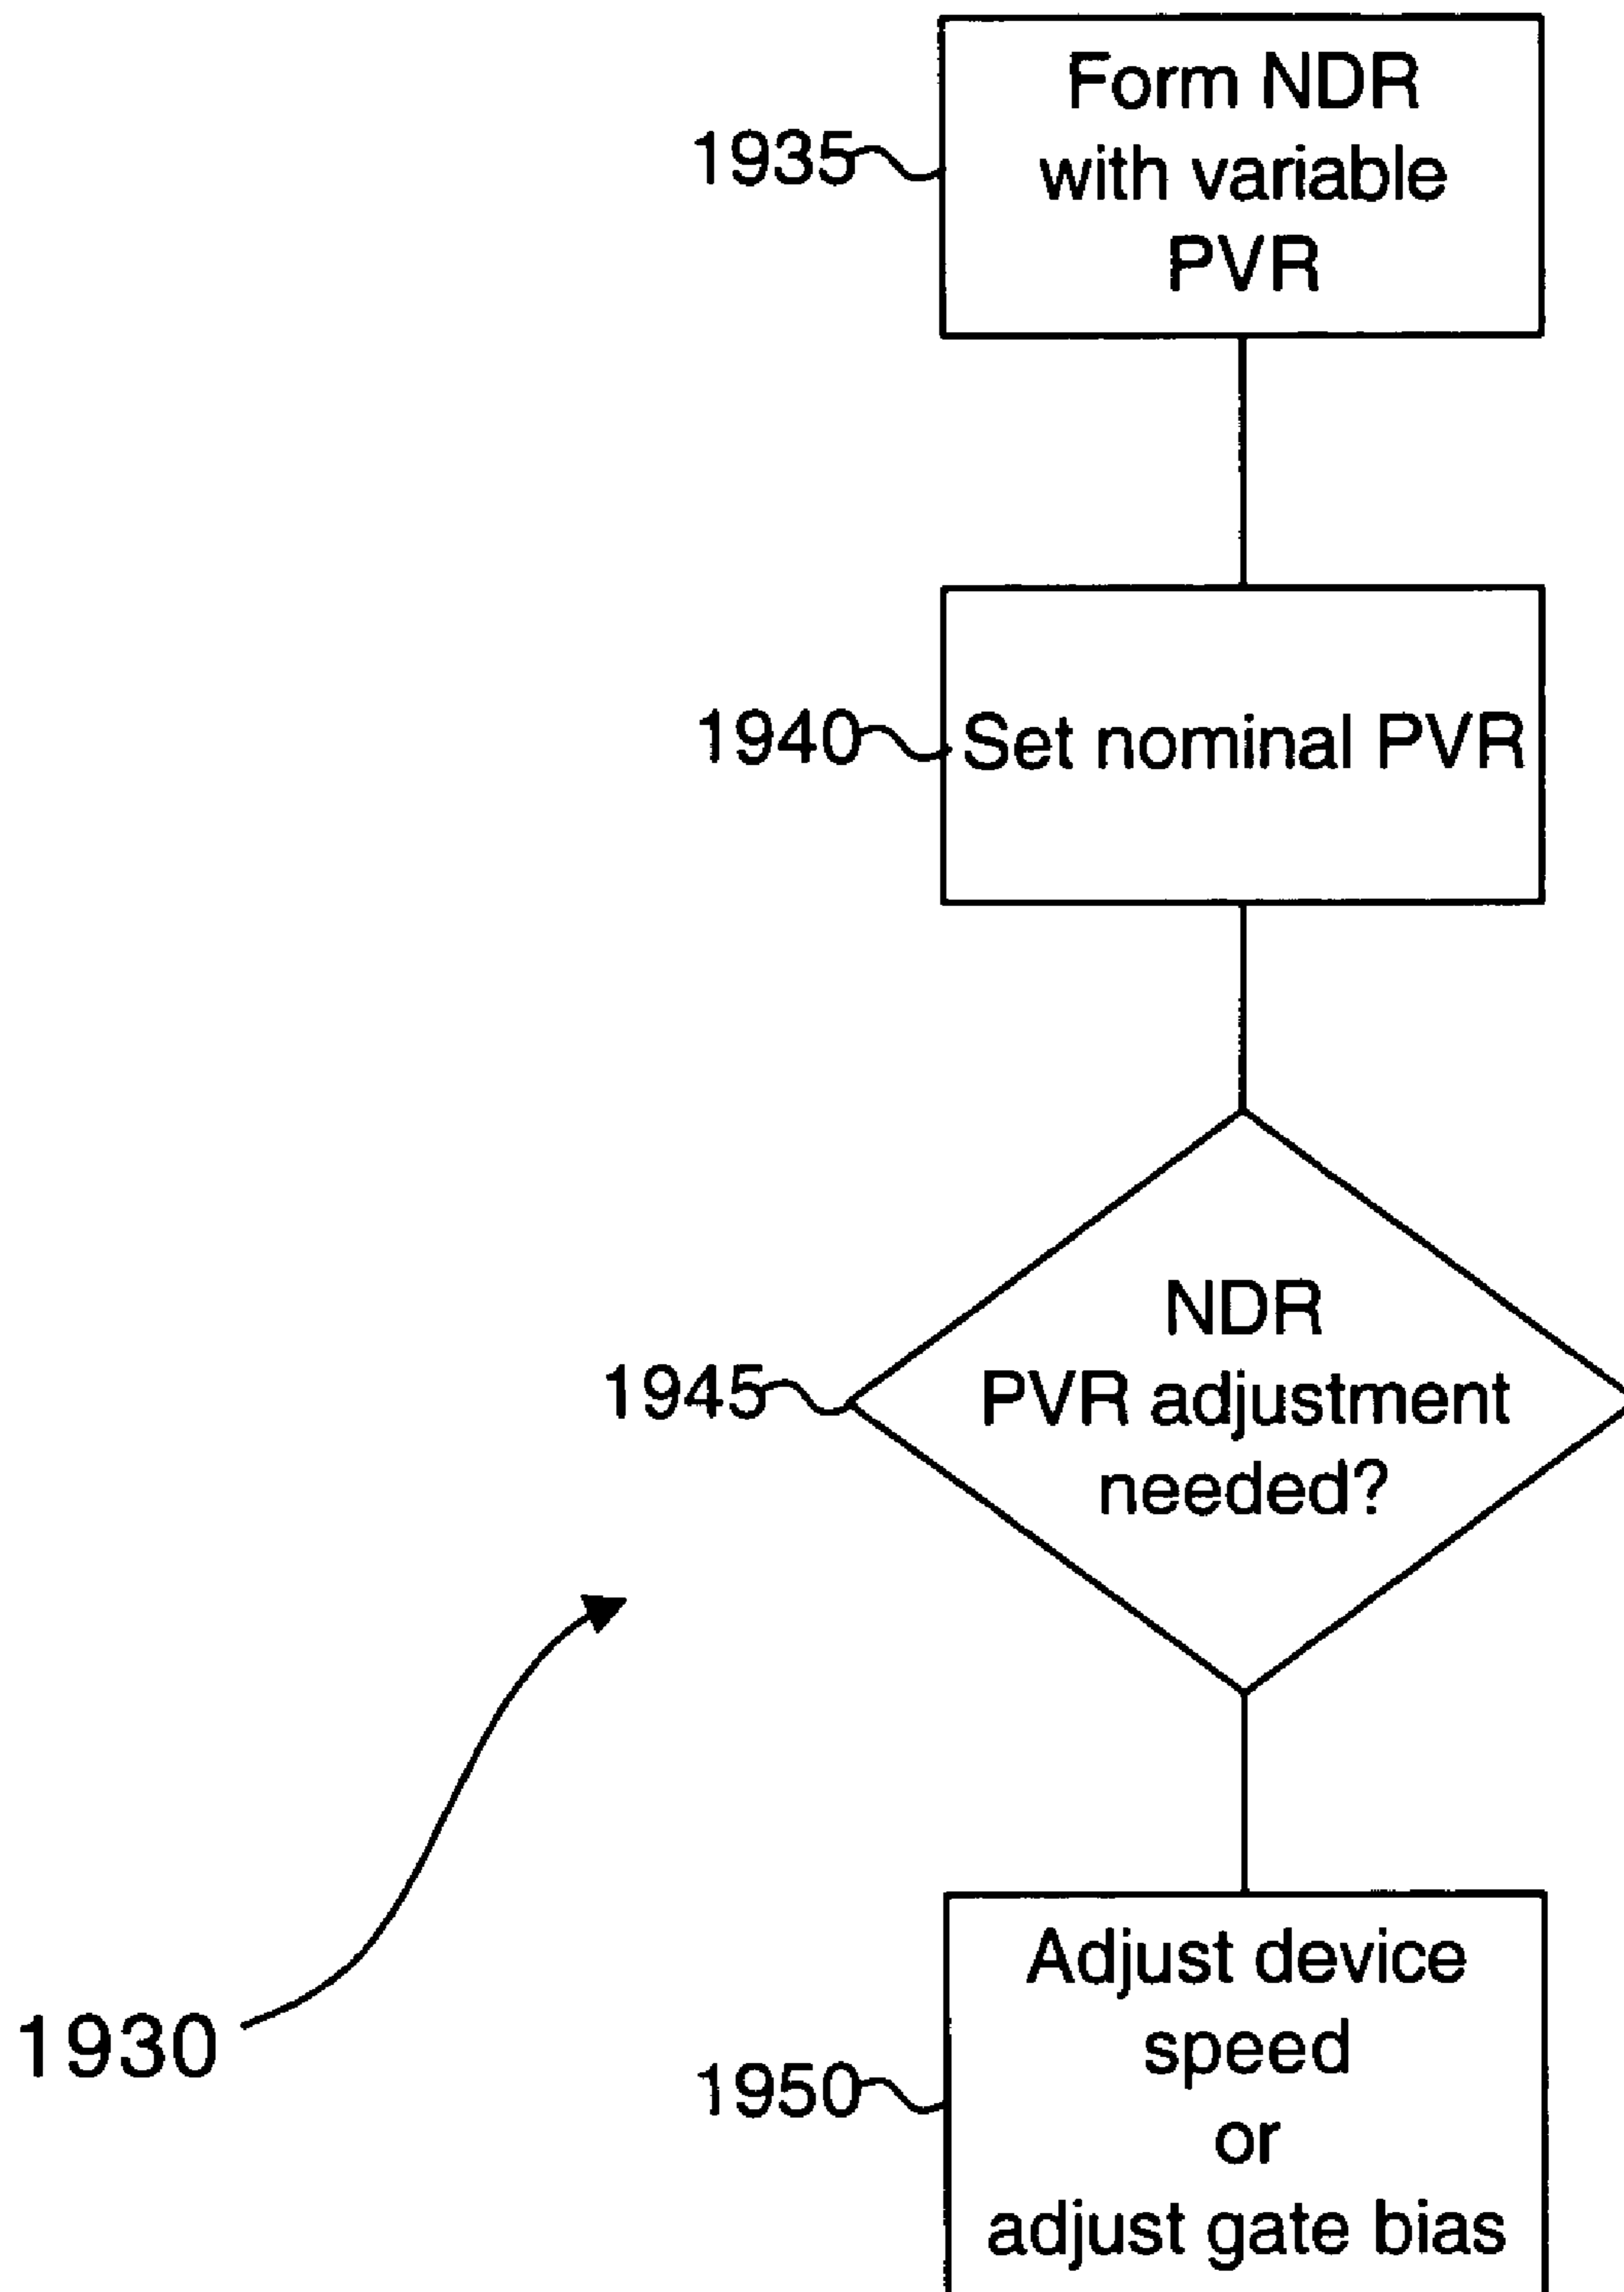 Form NDR
with variable
PVR
1935
1940
Set nominal PVR
NDR
PVR adjustment
needed?
1945
1930
Adjust device
speed
or
adjust gate bias
1950